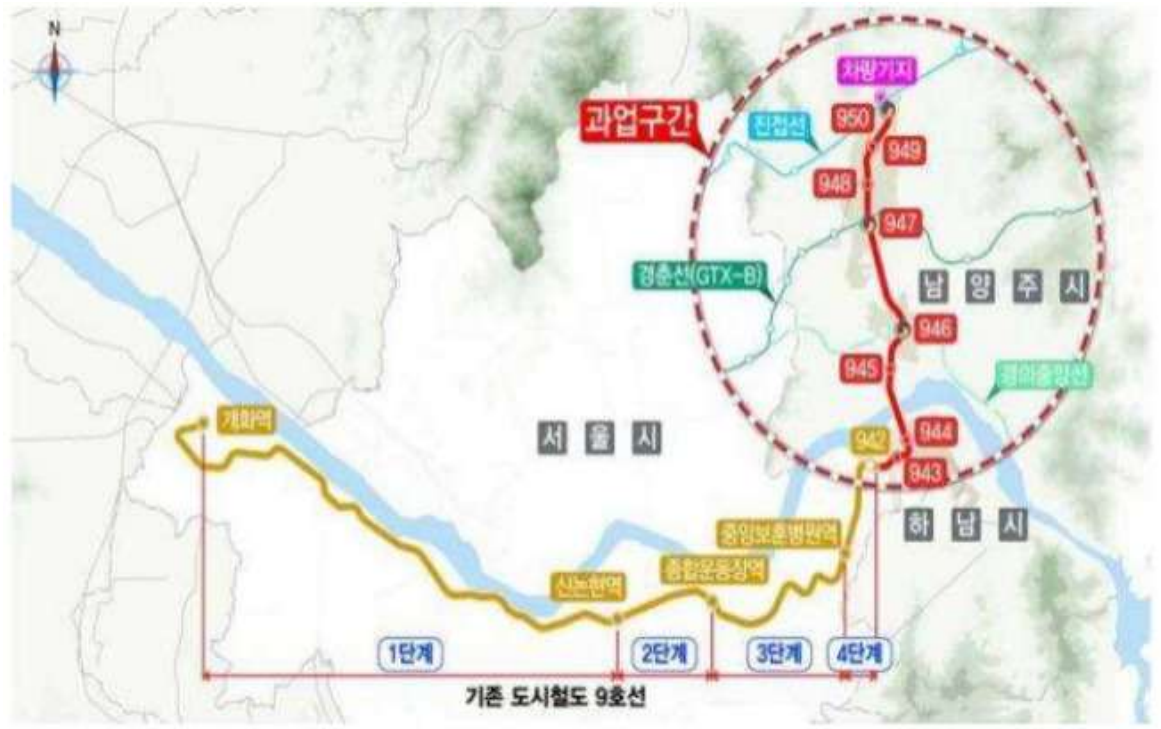 N
차량기지
950
과업구간
진접선
949
948
947
경춘선(GTX-B)
남양주시
946
945
경의중앙선
개화역
서울시
942
944
943
하남시
중앙보훈병원역
신논현역
종합운동장역
1단계
2단계
3단계
4단계
기존 도시철도 9호선